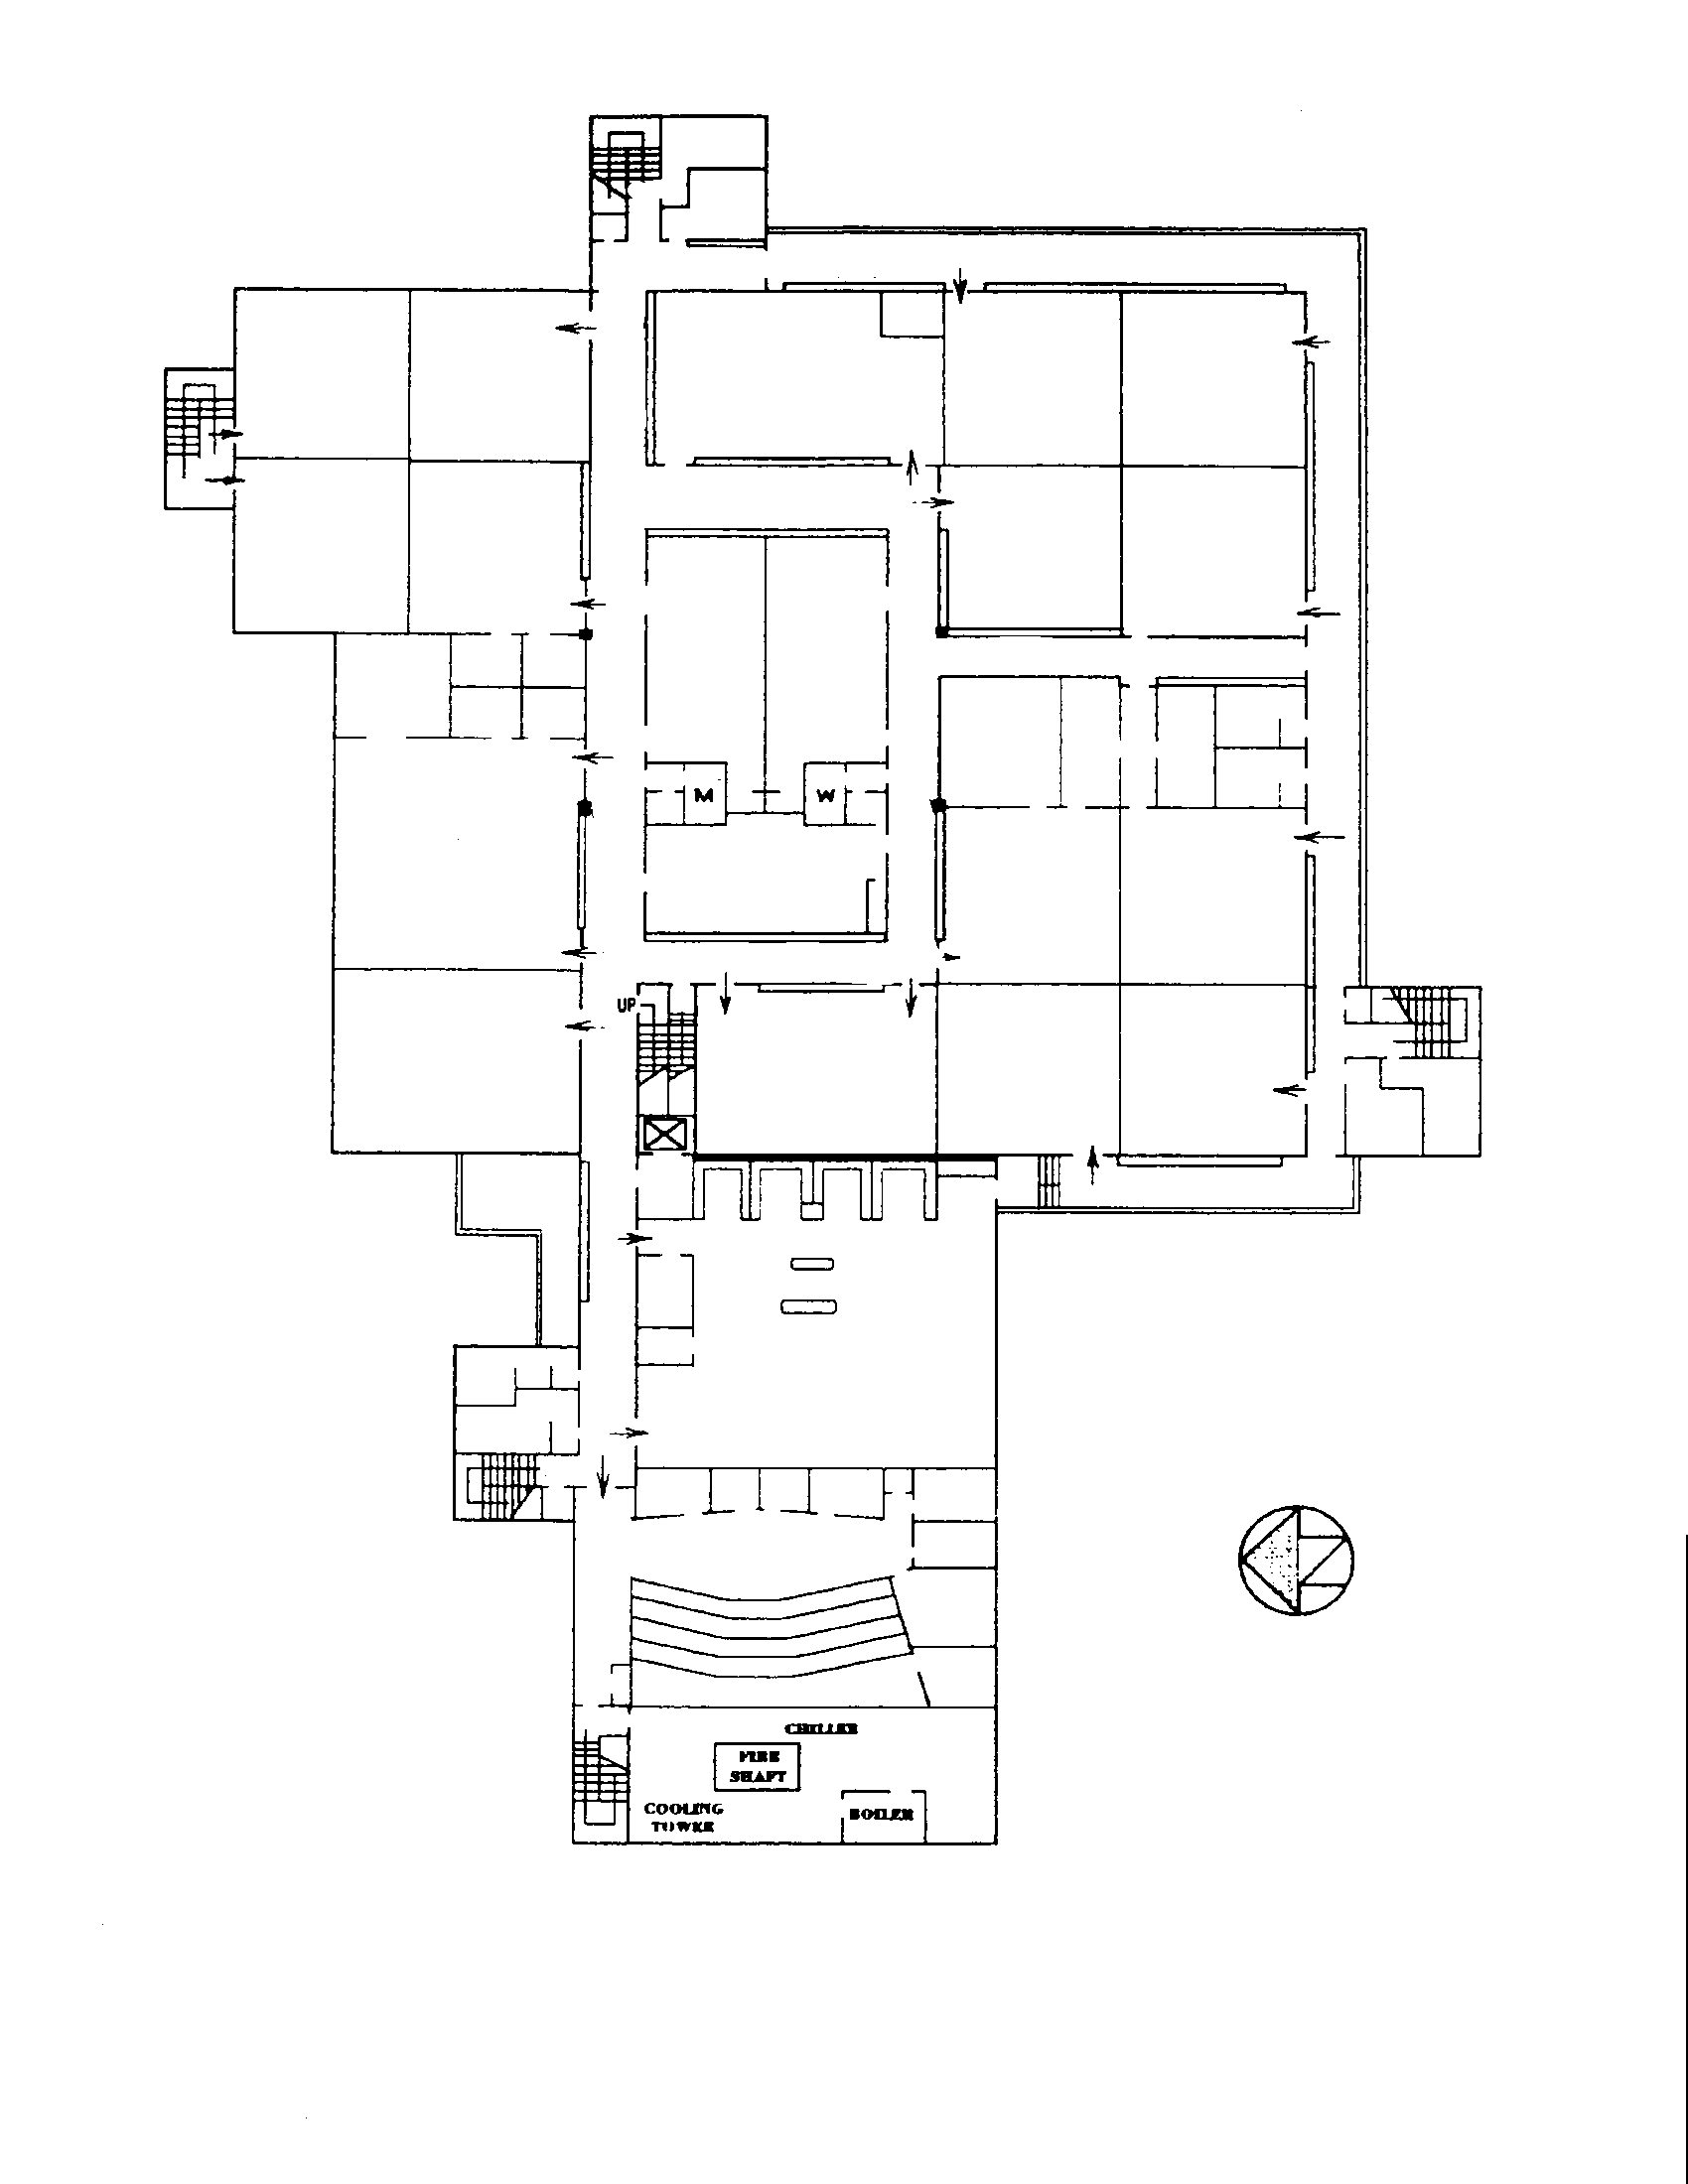 M
W
UP
CHILLER
FIRE
SHAFT
COOLING
TOWER
BOILER